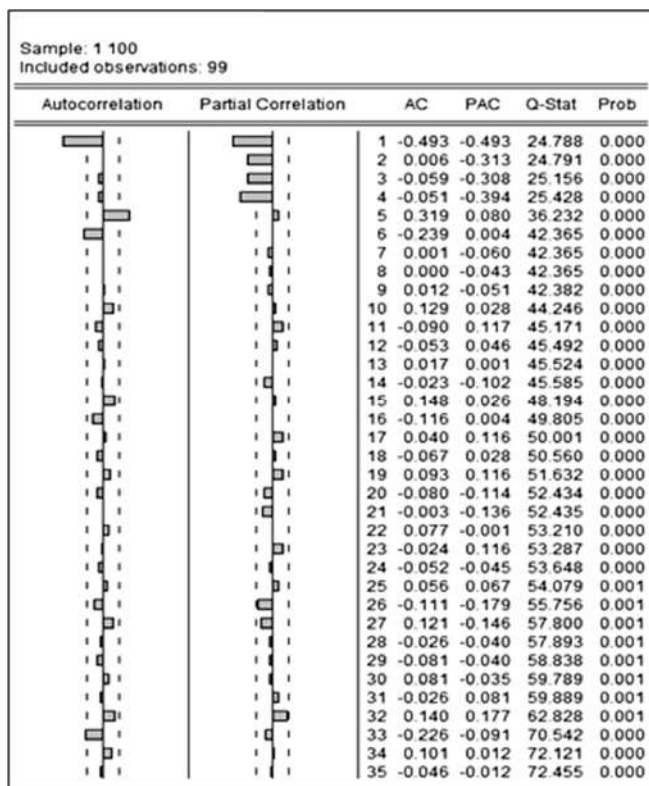 Sample: 1 100
Included observations: 99
Autocorrelation Partial Correlation AC PAC Q-Stat Prob
1 -0.493 -0.493 24.788 0.000
2 0.006 -0.313 24.791 0.000
3 -0.059 -0.308 25.156 0.000
4 -0.051 -0.394 25.428 0.000
5 0.319 0.080 36.232 0.000
6 -0.239 0.004 42.365 0.000
7 0.001 -0.060 42.365 0.000
8 0.000 -0.043 42.365 0.000
9 0.012 -0.051 42.382 0.000
10 0.129 0.028 44.246 0.000
11 -0.090 0.117 45.171 0.000
12 -0.053 0.046 45.492 0.000
13 0.017 0.001 45.524 0.000
14 -0.023 -0.102 45.585 0.000
15 0.148 0.026 48.194 0.000
16 -0.116 0.004 49.805 0.000
17 0.040 0.116 50.001 0.000
18 -0.067 0.028 50.560 0.000
19 0.093 0.116 51.632 0.000
20 -0.080 -0.114 52.434 0.000
21 -0.003 -0.136 52.435 0.000
22 0.077 -0.001 53.210 0.000
23 -0.024 0.116 53.287 0.000
24 -0.052 -0.045 53.648 0.000
25 0.056 0.067 54.079 0.001
26 -0.111 -0.179 55.756 0.001
27 0.121 -0.146 57.800 0.001
28 -0.026 -0.040 57.893 0.001
29 -0.081 -0.040 58.838 0.001
30 0.081 -0.035 59.789 0.001
31 -0.026 0.081 59.889 0.001
32 0.140 0.177 62.828 0.001
33 -0.226 -0.091 70.542 0.000
34 0.101 0.012 72.121 0.000
35 -0.046 -0.012 72.455 0.000